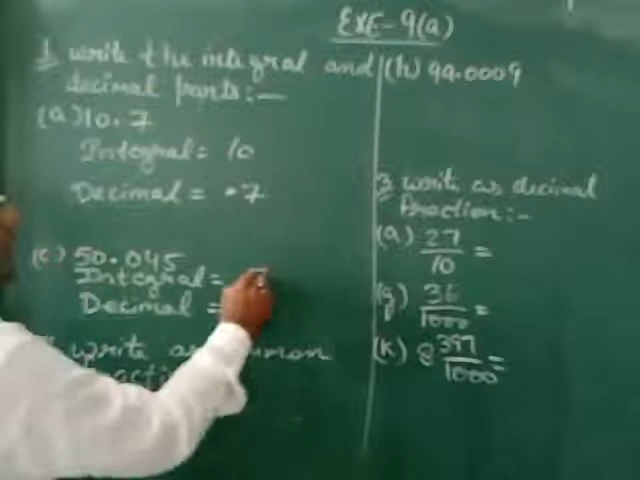 EXE-9(a)
1 write the integral and
decimal parts:-
(a) 10.7
Integral = 10
Decimal = .7
(c) 50.045
Integral =
Decimal =
write as
(h) 99.0009
3 write as decimal
fraction:-
(a) 27/10 =
(g) 36/1000 =
(k) 8 397/1000 =